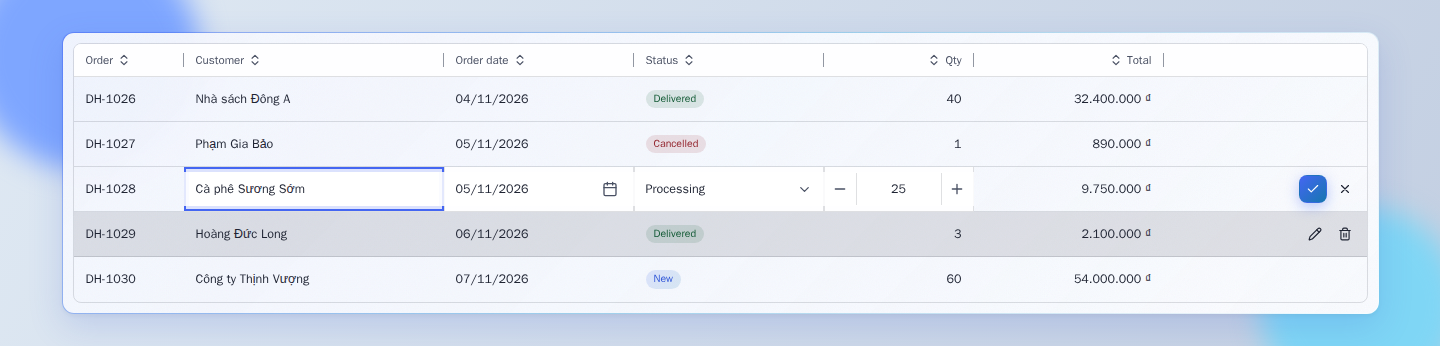 Order Customer Order date Status Qty Total
DH-1026 Nhà sách Đông A 04/11/2026 Delivered 40 32.400.000 ₫
DH-1027 Phạm Gia Bảo 05/11/2026 Cancelled 1 890.000 ₫
DH-1028 Cà phê Sương Sớm 05/11/2026 Processing 25 9.750.000 ₫
DH-1029 Hoàng Đức Long 06/11/2026 Delivered 3 2.100.000 ₫
DH-1030 Công ty Thịnh Vượng 07/11/2026 New 60 54.000.000 ₫